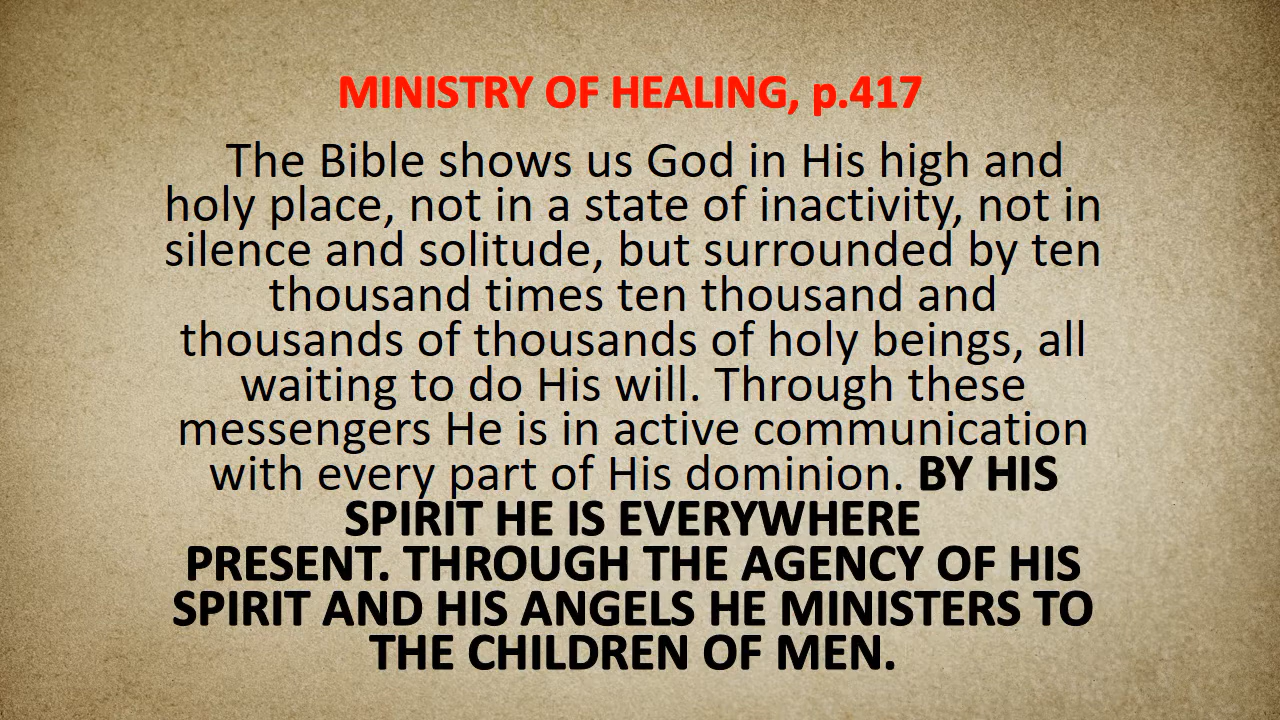 MINISTRY OF HEALING, p.417
The Bible shows us God in His high and
holy place, not in a state of inactivity, not in
silence and solitude, but surrounded by ten
thousand times ten thousand and
thousands of thousands of holy beings, all
waiting to do His will. Through these
messengers He is in active communication
with every part of His dominion. BY HIS
SPIRIT HE IS EVERYWHERE
PRESENT. THROUGH THE AGENCY OF HIS
SPIRIT AND HIS ANGELS HE MINISTERS TO
THE CHILDREN OF MEN.